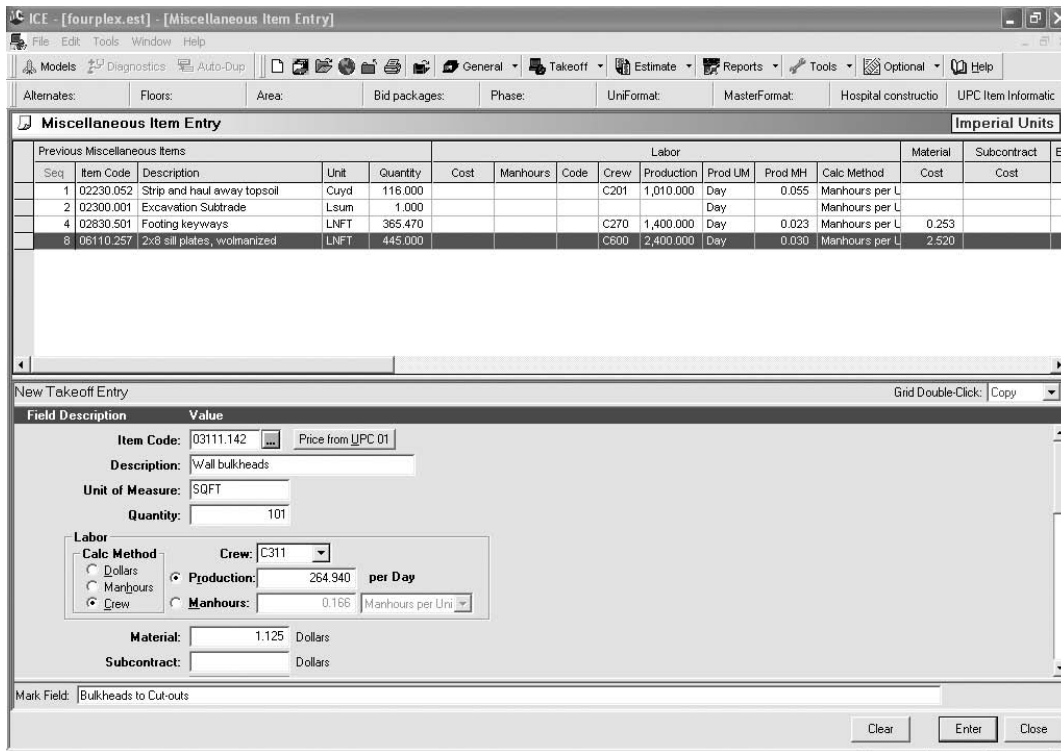 ICE - [fourplex.est] - [Miscellaneous Item Entry]
File Edit Tools Window Help
Models Diagnostics Auto-Dup General Takeoff Estimate Reports Tools Optional Help
Alternates: Floors: Area: Bid packages: Phase: UniFormat: MasterFormat: Hospital constructio UPC Item Informatic
Miscellaneous Item Entry Imperial Units
Previous Miscellaneous Items Labor Material Subcontract E
Seq Item Code Description Unit Quantity Cost Manhours Code Crew Production Prod UM Prod MH Calc Method Cost Cost
1 02230.052 Strip and haul away topsoil Cuyd 116.000 C201 1,010.000 Day 0.055 Manhours per U
2 02300.001 Excavation Subtrade Lsum 1.000 Day Manhours per U
4 02830.501 Footing keyways LNFT 365.470 C270 1,400.000 Day 0.023 Manhours per U 0.253
8 06110.257 2x8 sill plates, wolmanized LNFT 445.000 C600 2,400.000 Day 0.030 Manhours per U 2.520
New Takeoff Entry Grid Double-Click: Copy
Field Description Value
Item Code: 03111.142 ... Price from UPC 01
Description: Wall bulkheads
Unit of Measure: SQFT
Quantity: 101
Labor
Calc Method Crew: C311
Dollars
Production: 264.940 per Day
Manhours
Crew Manhours: 0.166 Manhours per Uni
Material: 1.125 Dollars
Subcontract: Dollars
Mark Field: Bulkheads to Cut-outs
Clear Enter Close